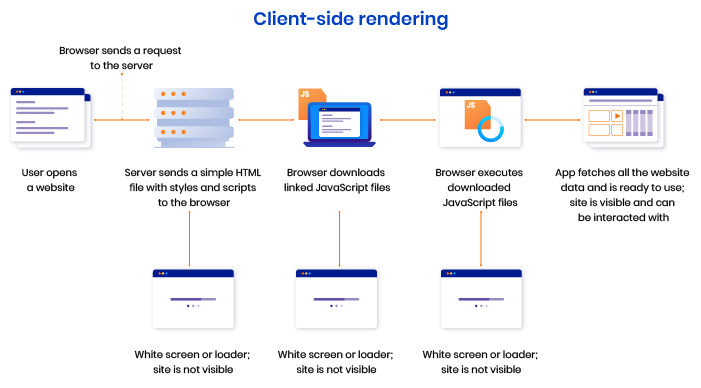 Client-side rendering
Browser sends a request
to the server
JS
JS
User opens
a website
Server sends a simple HTML
file with styles and scripts
to the browser
Browser downloads
linked JavaScript files
Browser executes
downloaded
JavaScript files
App fetches all the website
data and is ready to use;
site is visible and can
be interacted with
White screen or loader;
site is not visible
White screen or loader;
site is not visible
White screen or loader;
site is not visible